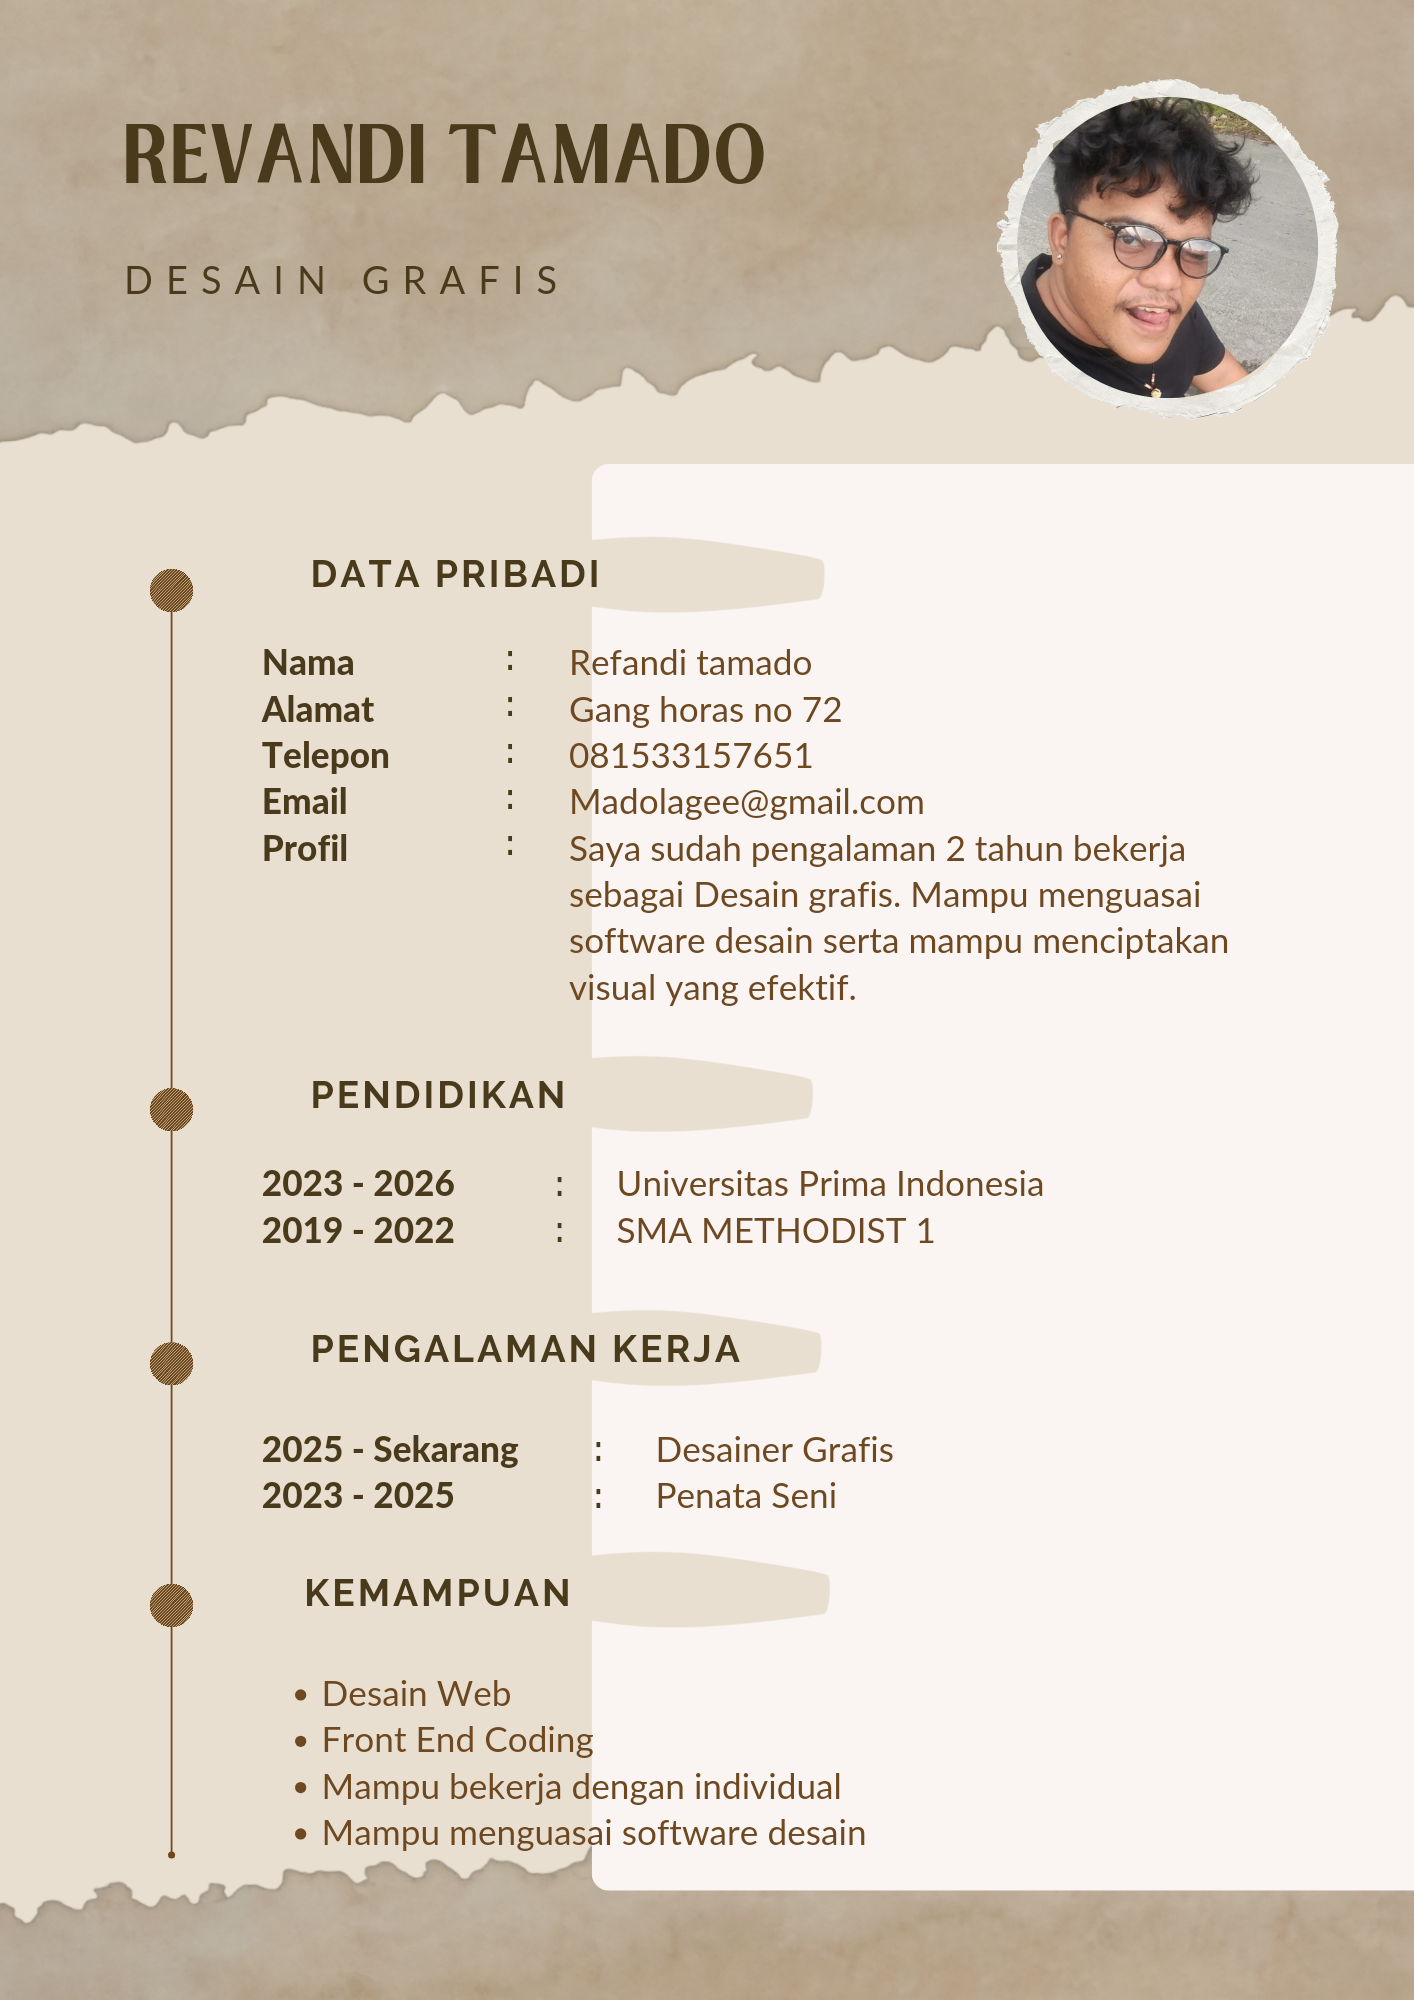 REVANDI TAMADO
DESAIN GRAFIS
DATA PRIBADI
Nama : Refandi tamado
Alamat : Gang horas no 72
Telepon : 081533157651
Email : Madolagee@gmail.com
Profil : Saya sudah pengalaman 2 tahun bekerja
sebagai Desain grafis. Mampu menguasai
software desain serta mampu menciptakan
visual yang efektif.
PENDIDIKAN
2023 - 2026 : Universitas Prima Indonesia
2019 - 2022 : SMA METHODIST 1
PENGALAMAN KERJA
2025 - Sekarang : Desainer Grafis
2023 - 2025 : Penata Seni
KEMAMPUAN
• Desain Web
• Front End Coding
• Mampu bekerja dengan individual
• Mampu menguasai software desain